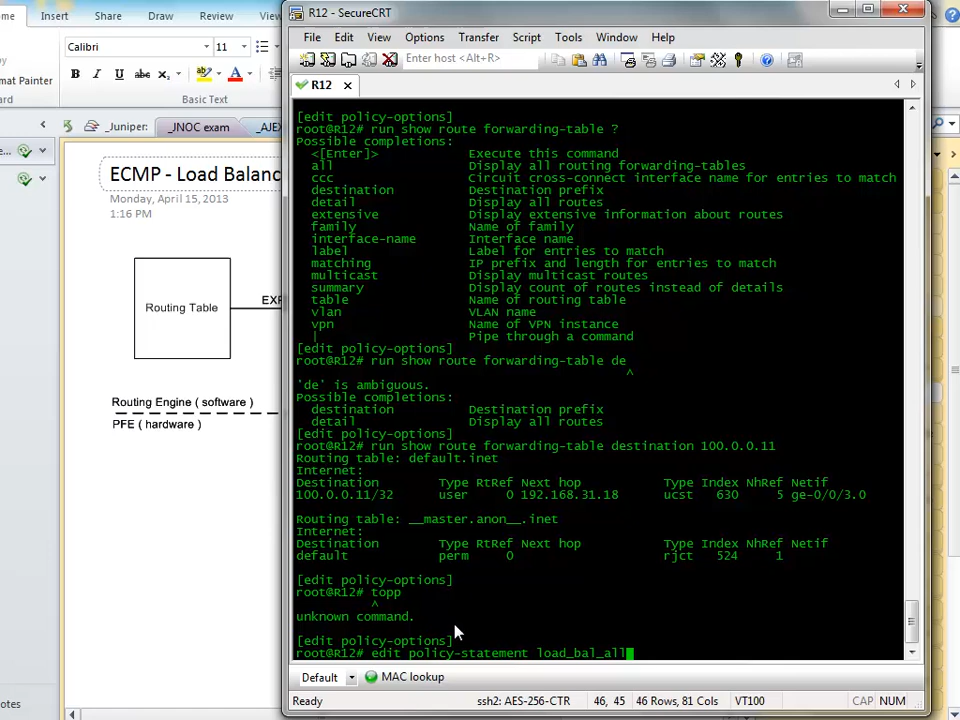 ome
Insert
Share
Draw
Review
View
R12 - SecureCRT
File Edit View Options Transfer Script Tools Window Help
Enter host <Alt+R>
Calibri 11
mat Painter
B I U abc x₂ A
ard
Basic Text
R12
_Juniper: _JNOC exam _AJEX
e...
ECMP - Load Balanc
Monday, April 15, 2013
1:16 PM
Routing Table
EXP
Routing Engine ( software )
PFE ( hardware )
otes
[edit policy-options]
root@R12# run show route forwarding-table ?
Possible completions:
<[Enter]> Execute this command
all Display all routing forwarding-tables
ccc Circuit cross-connect interface name for entries to match
destination Destination prefix
detail Display all routes
extensive Display extensive information about routes
family Name of family
interface-name Interface name
label Label for entries to match
matching IP prefix and length for entries to match
multicast Display multicast routes
summary Display count of routes instead of details
table Name of routing table
vlan VLAN name
vpn Name of VPN instance
| Pipe through a command
[edit policy-options]
root@R12# run show route forwarding-table de
^
'de' is ambiguous.
Possible completions:
destination Destination prefix
detail Display all routes
[edit policy-options]
root@R12# run show route forwarding-table destination 100.0.0.11
Routing table: default.inet
Internet:
Destination Type RtRef Next hop Type Index NhRef Netif
100.0.0.11/32 user 0 192.168.31.18 ucst 630 5 ge-0/0/3.0
Routing table: __master.anon__.inet
Internet:
Destination Type RtRef Next hop Type Index NhRef Netif
default perm 0 rjct 524 1
[edit policy-options]
root@R12# topp
^
unknown command.
[edit policy-options]
root@R12# edit policy-statement load_bal_all
Default MAC lookup
Ready ssh2: AES-256-CTR 46, 45 46 Rows, 81 Cols VT100 CAP NUM